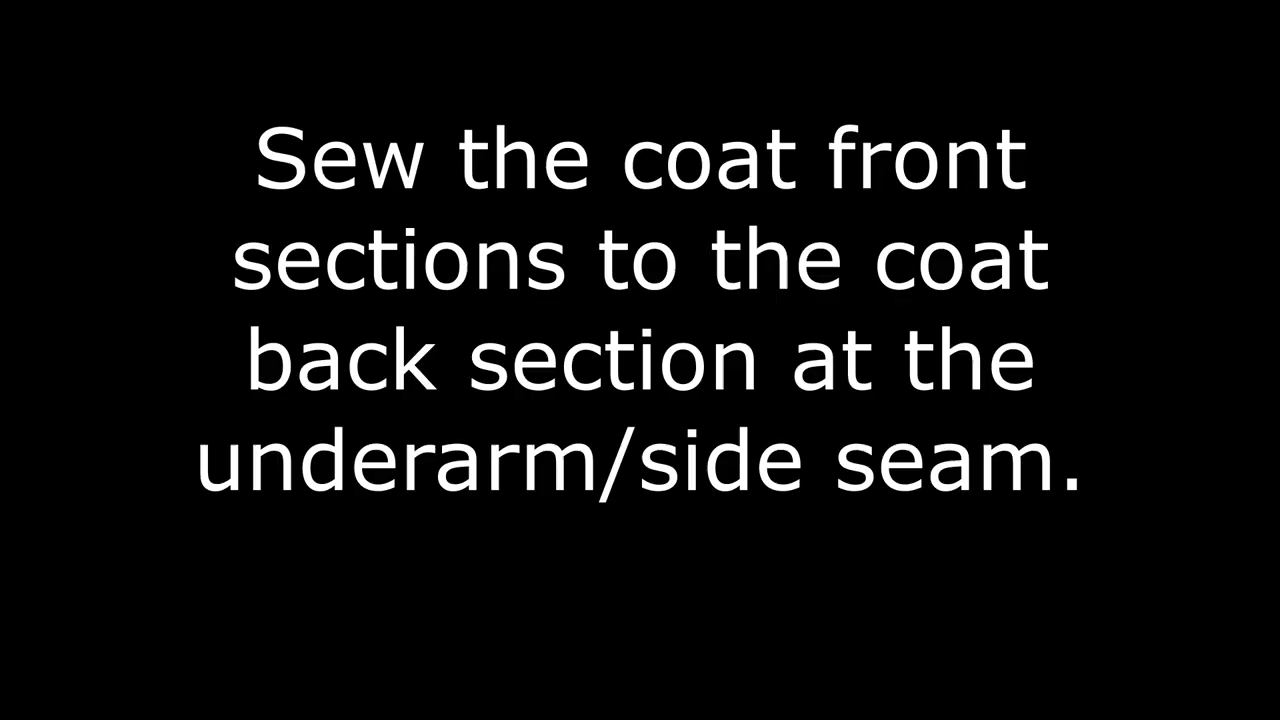 Sew the coat front
sections to the coat
back section at the
underarm/side seam.